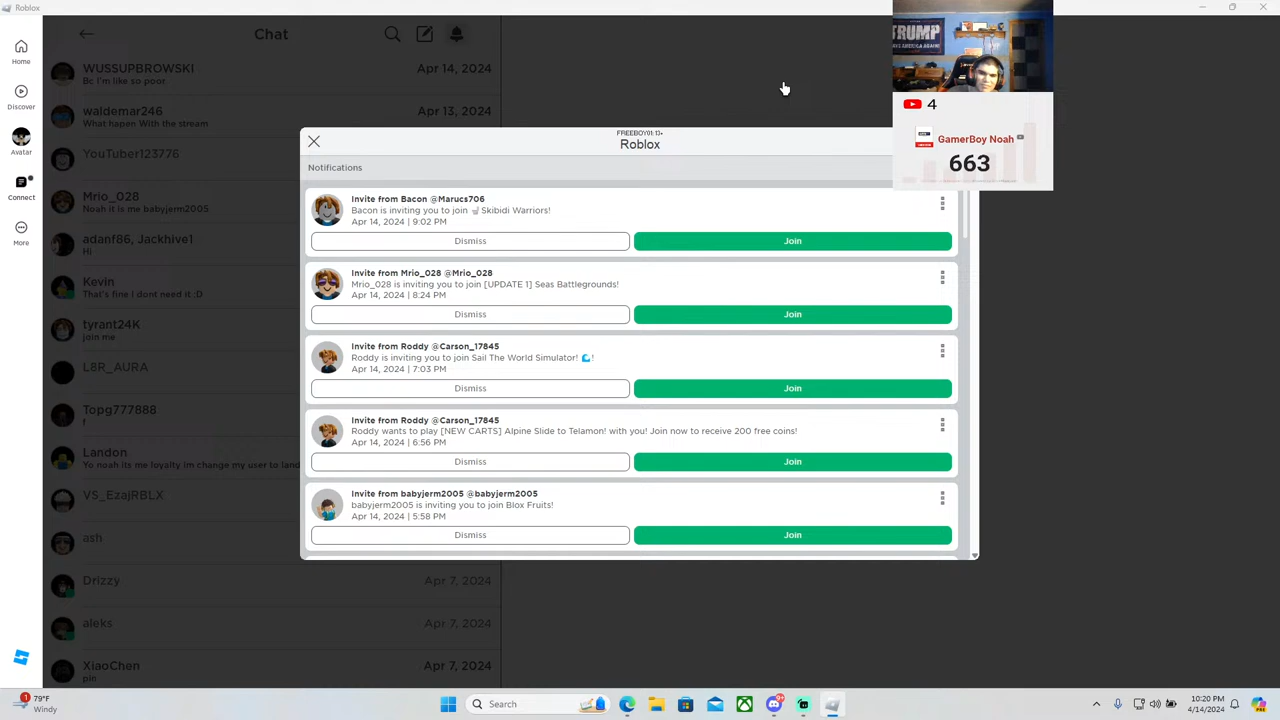 Roblox
Chat
Home
Discover
Avatar
Connect
More
WUSSUPBROWSKI
Apr 14, 2024
Bc I'm like so poor
waldemar246
Apr 13, 2024
What happen With the stream
YouTuber123776
Mrio_028
Noah it is me babyjerm2005
adanf86, Jackhive1
Hi
Kevin
That's fine I dont need it ;D
tyrant24K
join me
L8R_AURA
Topg777888
f
Landon
Yo noah its me loyalty im change my user to land
VS_EzajRBLX
ash
Drizzy
Apr 7, 2024
aleks
Apr 7, 2024
XiaoChen
Apr 7, 2024
plp
FREEBOY01: 13+
Roblox
Notifications
Invite from Bacon @Marucs706
Bacon is inviting you to join Skibidi Warriors!
Apr 14, 2024 | 9:02 PM
Dismiss
Join
Invite from Mrio_028 @Mrio_028
Mrio_028 is inviting you to join [UPDATE 1] Seas Battlegrounds!
Apr 14, 2024 | 8:24 PM
Dismiss
Join
Invite from Roddy @Carson_17845
Roddy is inviting you to join Sail The World Simulator! 🌊!
Apr 14, 2024 | 7:03 PM
Dismiss
Join
Invite from Roddy @Carson_17845
Roddy wants to play [NEW CARTS] Alpine Slide to Telamon! with you! Join now to receive 200 free coins!
Apr 14, 2024 | 6:56 PM
Dismiss
Join
Invite from babyjerm2005 @babyjerm2005
babyjerm2005 is inviting you to join Blox Fruits!
Apr 14, 2024 | 5:58 PM
Dismiss
Join
TRUMP
4
GamerBoy Noah
663
1
79°F
Windy
Search
9+
10:20 PM
4/14/2024